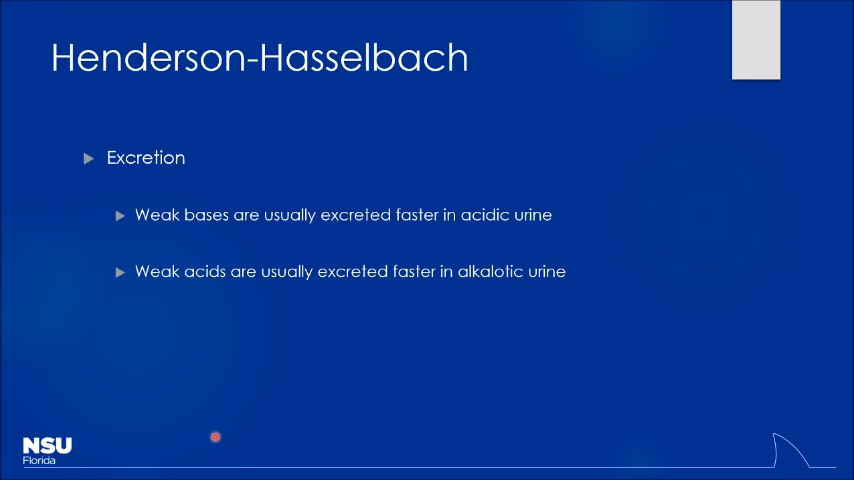 Henderson-Hasselbach
Excretion
Weak bases are usually excreted faster in acidic urine
Weak acids are usually excreted faster in alkalotic urine
NSU
Florida